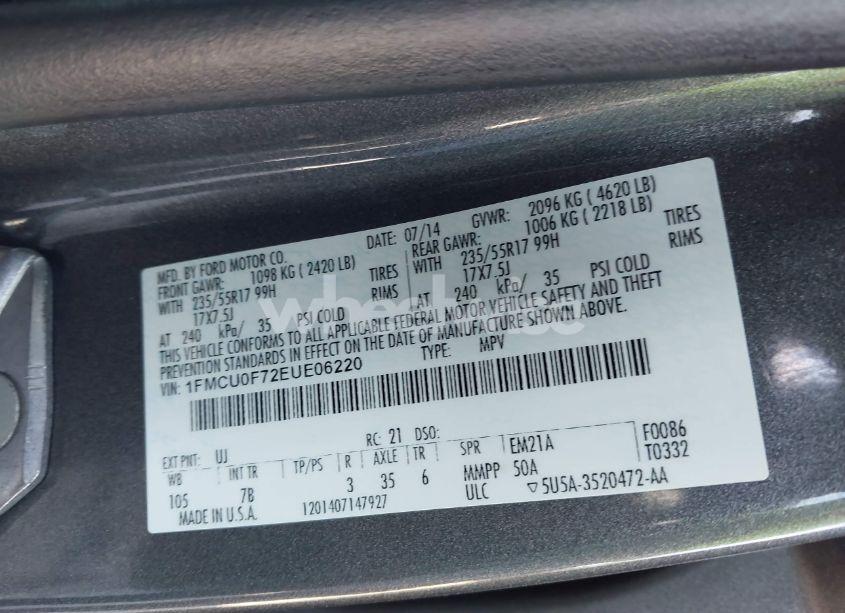 MFD. BY FORD MOTOR CO. DATE: 07/14 GVWR: 2096 KG ( 4620 LB)
FRONT GAWR: 1098 KG ( 2420 LB) REAR GAWR: 1006 KG ( 2218 LB)
WITH 235/55R17 99H TIRES WITH 235/55R17 99H TIRES
17X7.5J RIMS 17X7.5J RIMS
AT 240 kPa/ 35 PSI COLD AT 240 kPa/ 35 PSI COLD
THIS VEHICLE CONFORMS TO ALL APPLICABLE FEDERAL MOTOR VEHICLE SAFETY AND THEFT
PREVENTION STANDARDS IN EFFECT ON THE DATE OF MANUFACTURE SHOWN ABOVE.
VIN: 1FMCU0F72EUE06220 TYPE: MPV
EXT PNT: UJ RC: 21 DSO: F0086
WB INT TR TP/PS R AXLE TR SPR EM21A T0332
105 7B 3 35 6 MMPP 50A
MADE IN U.S.A. 1201407147927 ULC ▽5U5A-3520472-AA